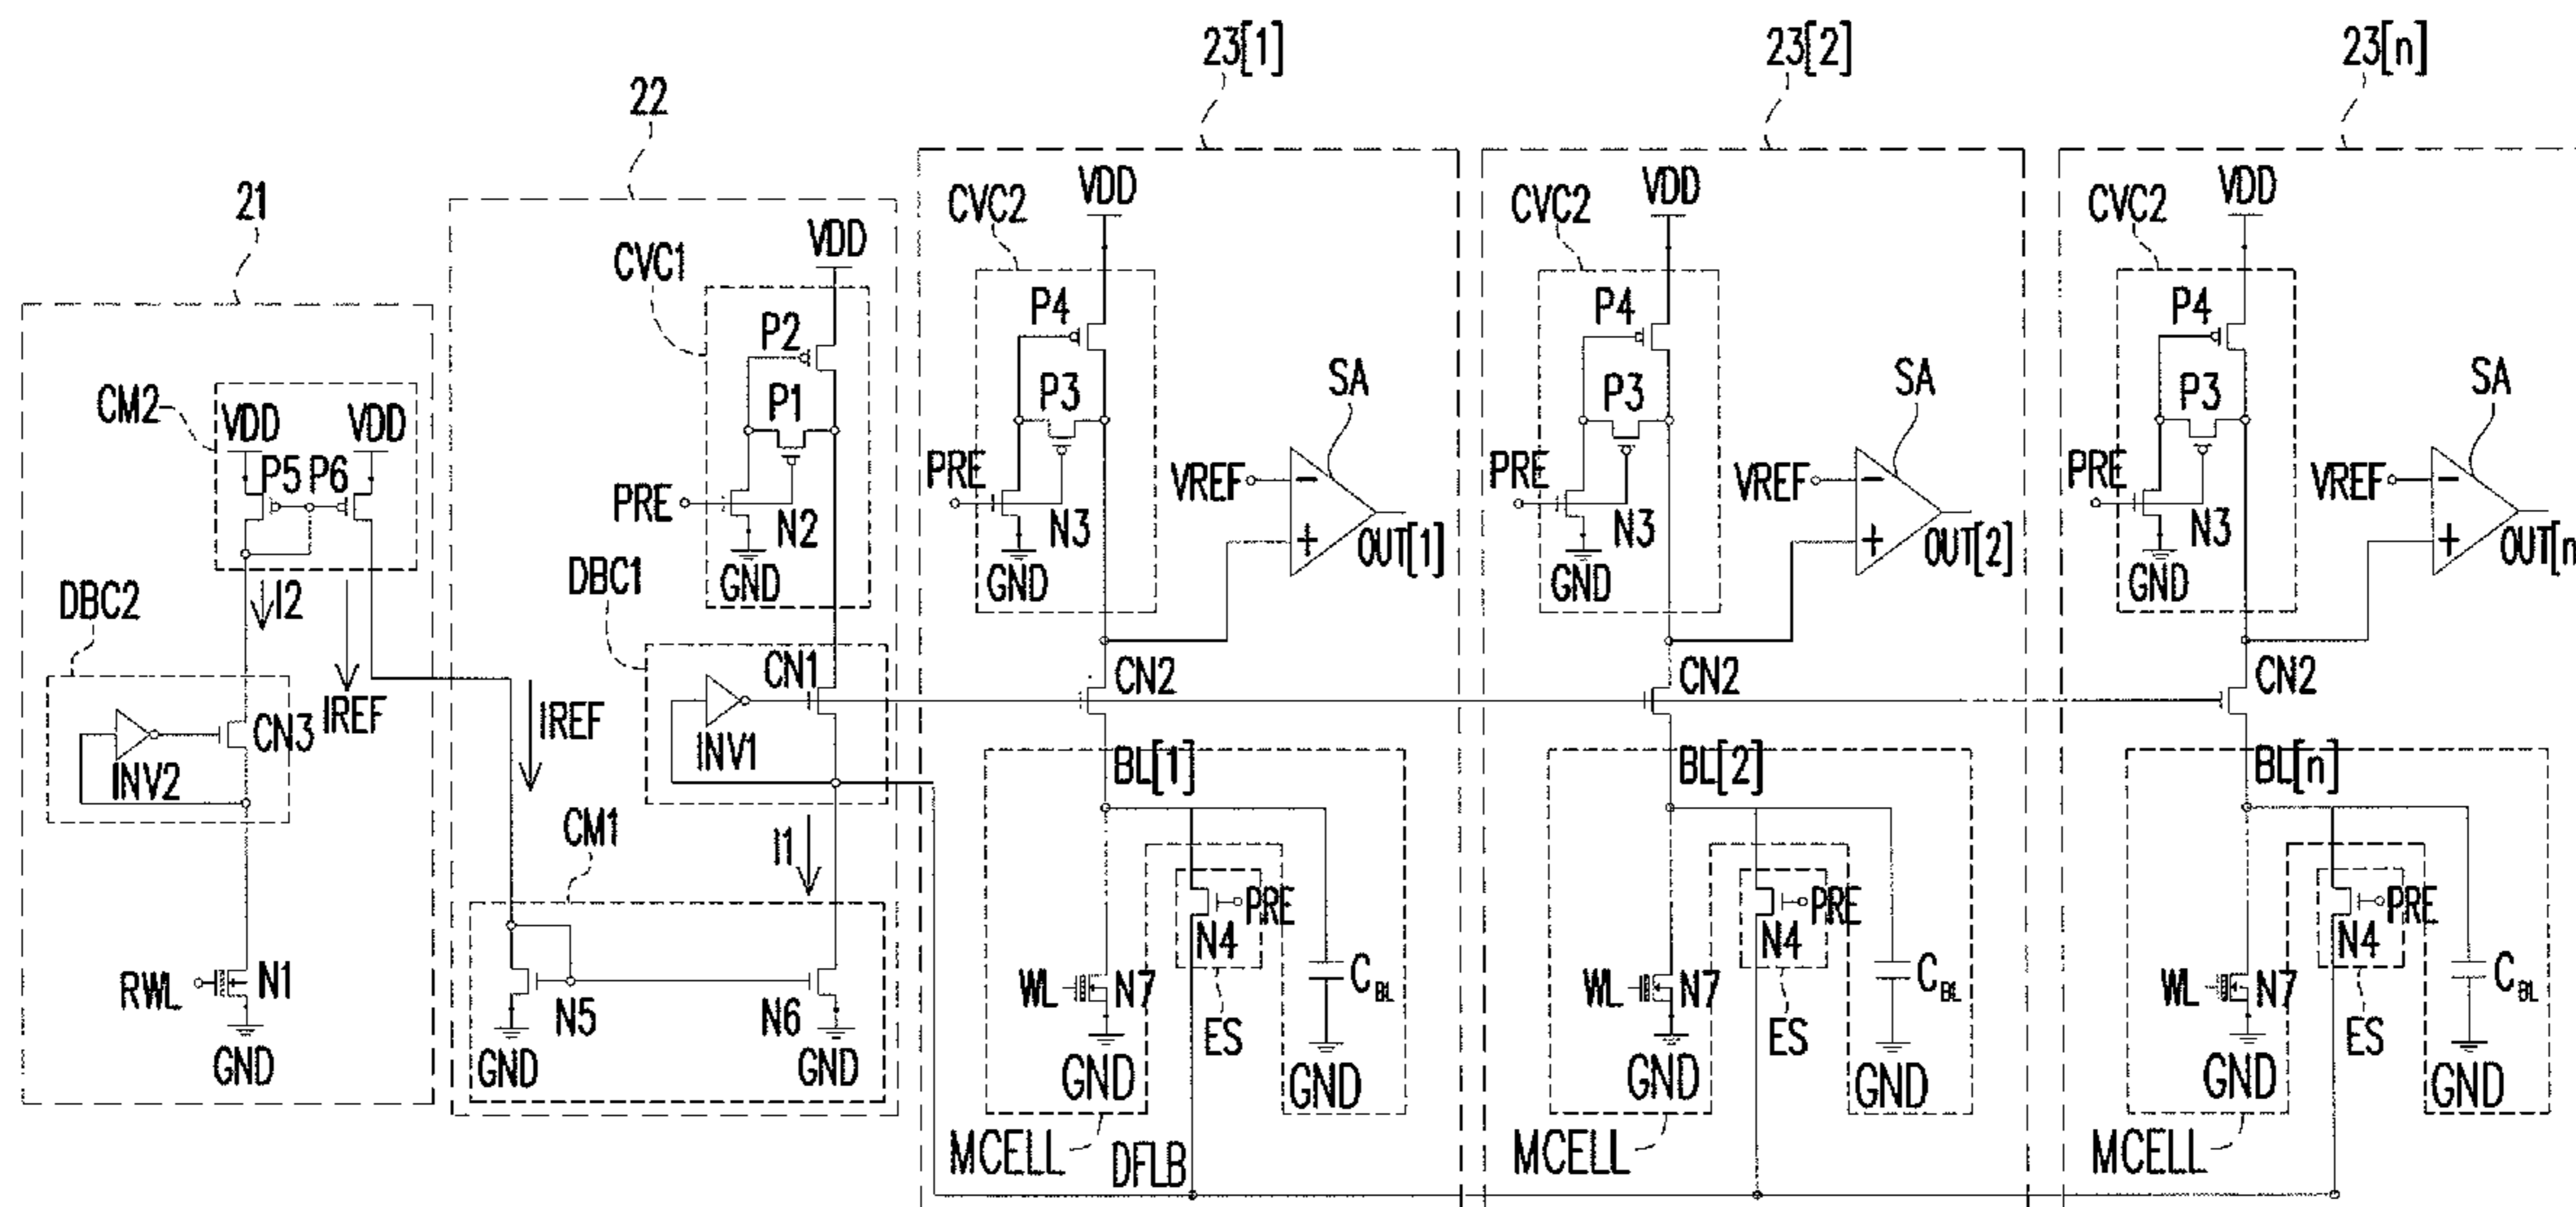 21
CM2
VDD
VDD
P5
P6
I2
IREF
DBC2
INV2
CN3
RWL
N1
GND
22
CVC1
VDD
P2
P1
PRE
N2
GND
DBC1
CN1
INV1
IREF
I1
CM1
N5
N6
GND
GND
23[1]
CVC2
VDD
P4
P3
PRE
N3
GND
SA
VREF
−
+
OUT[1]
CN2
BL[1]
WL
N7
GND
PRE
N4
ES
CBL
GND
MCELL
DFLB
23[2]
CVC2
VDD
P4
P3
PRE
N3
GND
SA
VREF
−
+
OUT[2]
CN2
BL[2]
WL
N7
GND
PRE
N4
ES
CBL
GND
MCELL
23[n]
CVC2
VDD
P4
P3
PRE
N3
GND
SA
VREF
−
+
OUT[n
CN2
BL[n]
WL
N7
GND
PRE
N4
ES
CBL
GND
MCELL